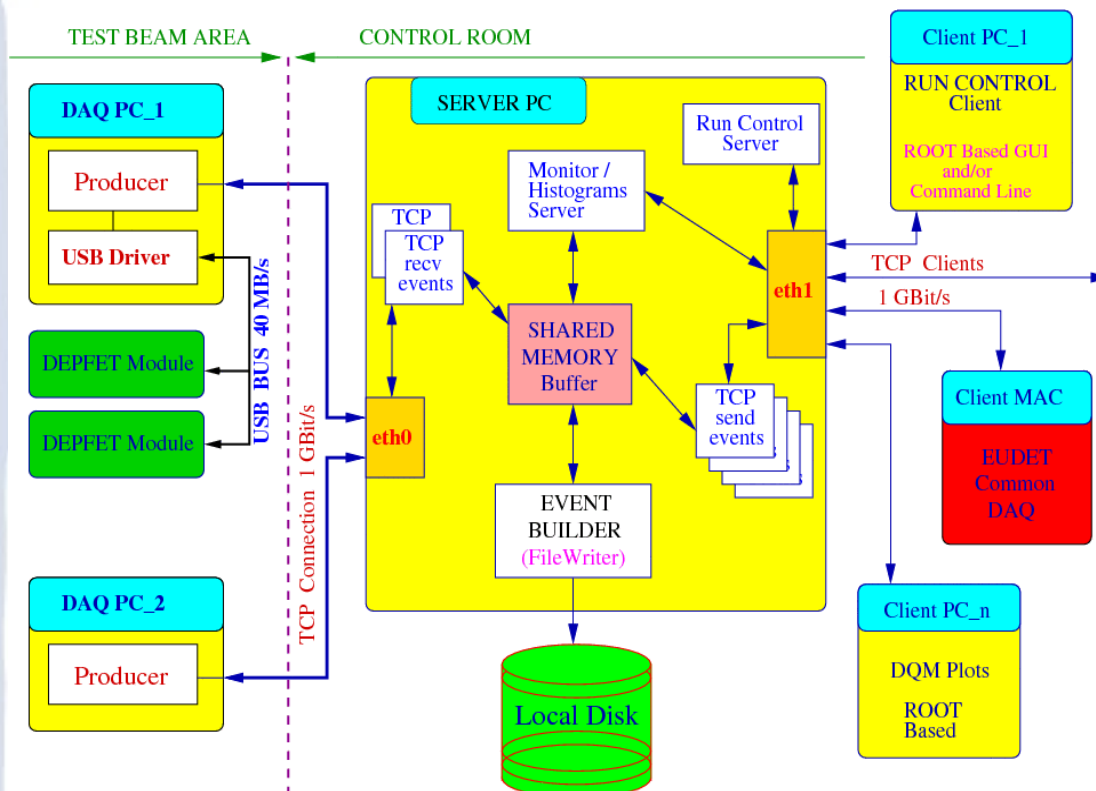 TEST BEAM AREA
CONTROL ROOM
DAQ PC_1
Producer
USB Driver
USB BUS 40 MB/s
DEPFET Module
DEPFET Module
DAQ PC_2
Producer
TCP Connection 1 GBit/s
SERVER PC
eth0
TCP
TCP
recv
events
Monitor /
Histograms
Server
Run Control
Server
SHARED
MEMORY
Buffer
eth1
TCP
send
events
EVENT
BUILDER
(FileWriter)
Local Disk
Client PC_1
RUN CONTROL
Client
ROOT Based GUI
and/or
Command Line
TCP Clients
1 GBit/s
Client MAC
EUDET
Common
DAQ
Client PC_n
DQM Plots
ROOT
Based